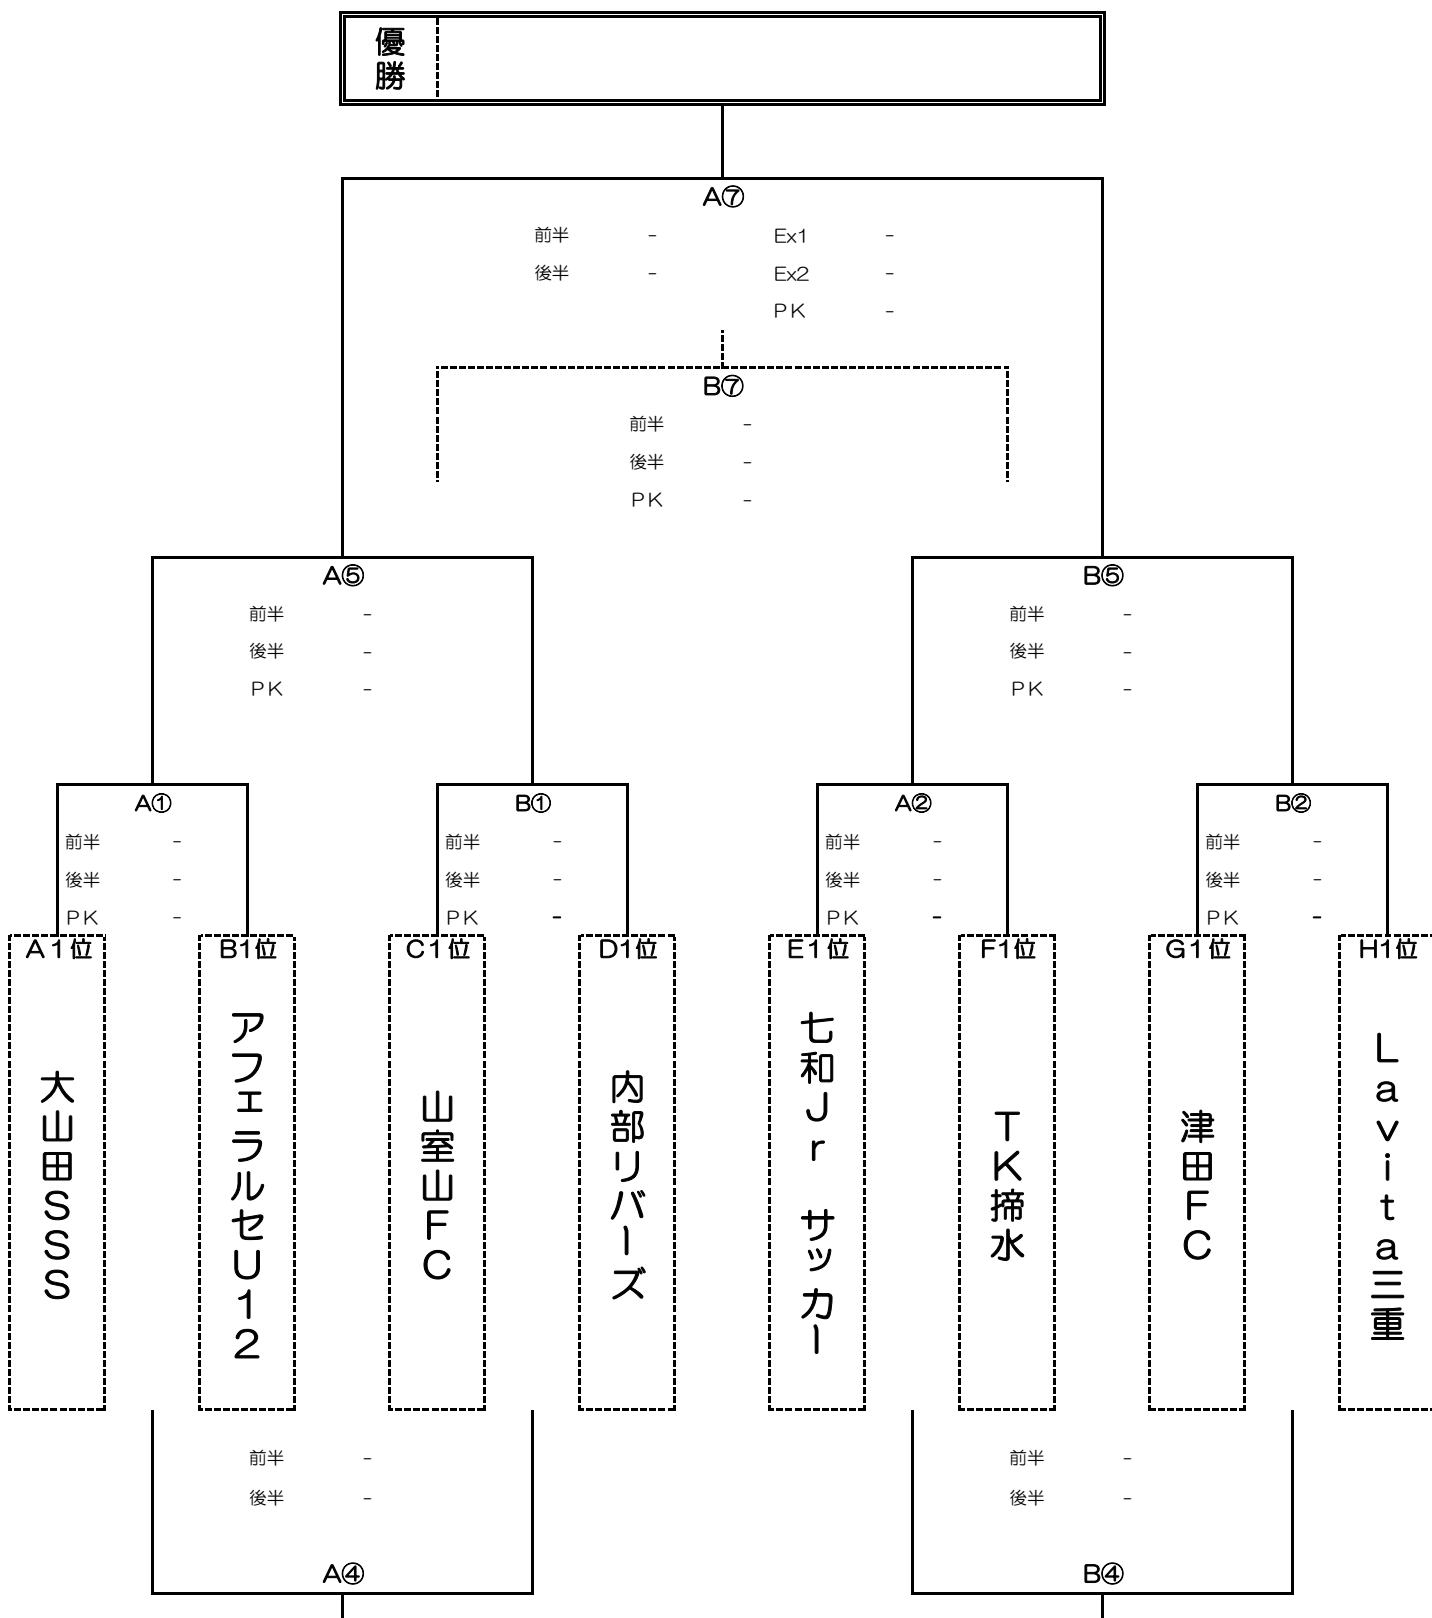 優勝
A⑦
前半 - Ex1 -
後半 - Ex2 -
PK -
B⑦
前半 -
後半 -
PK -
A⑤ B⑤
前半 - 前半 -
後半 - 後半 -
PK - PK -
A① B① A② B②
前半 - 前半 - 前半 - 前半 -
後半 - 後半 - 後半 - 後半 -
PK - PK - PK - PK -
A1位 B1位 C1位 D1位 E1位 F1位 G1位 H1位
大山田SSS
アフェラルセU12
山室山FC
内部リバーズ
七和Jr サッカー
TK揥水
津田FC
Lavita三重
前半 - 前半 -
後半 - 後半 -
A④ B④